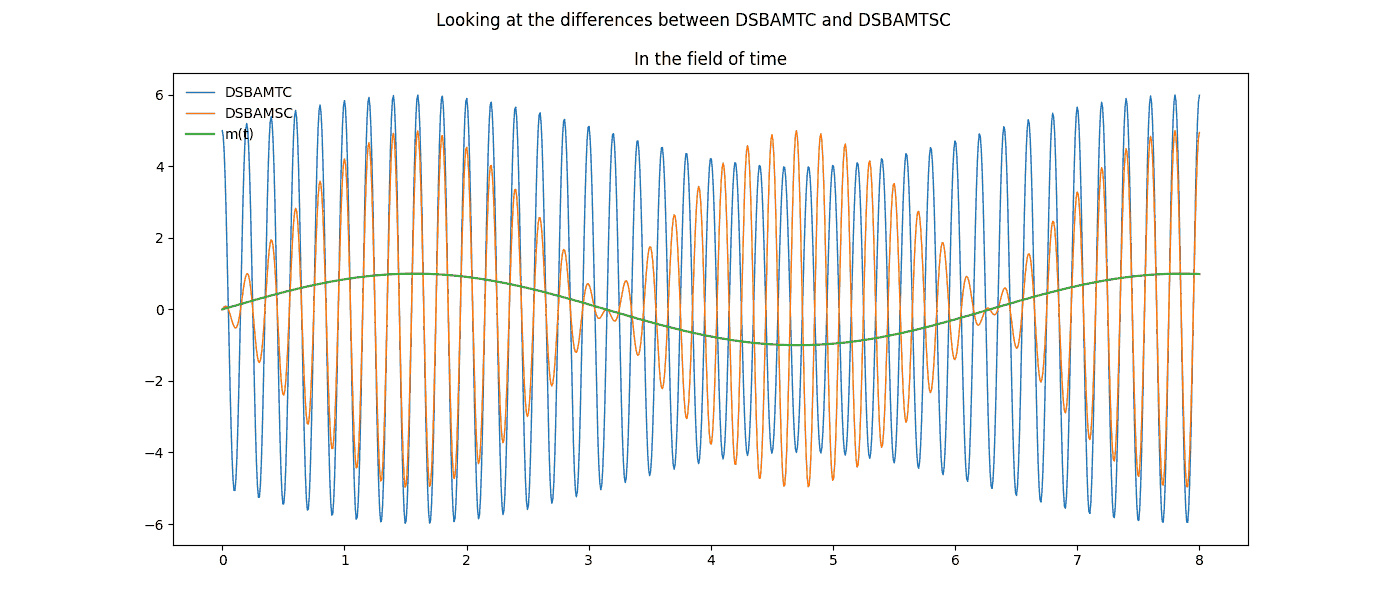 Looking at the differences between DSBAMTC and DSBAMTSC
In the field of time
DSBAMTC
DSBAMSC
m(t)
6
4
2
0
−2
−4
−6
0 1 2 3 4 5 6 7 8